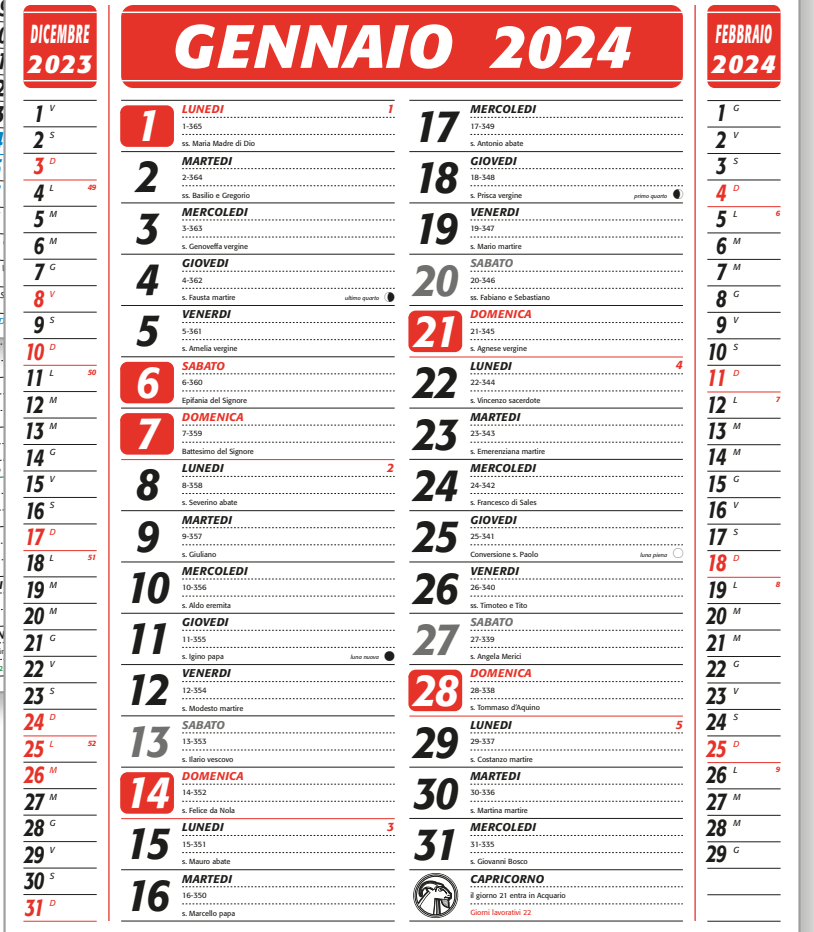 DICEMBRE
2023
1 V
2 S
3 D
4 L 49
5 M
6 M
7 G
8 V
9 S
10 D
11 L 50
12 M
13 M
14 G
15 V
16 S
17 D
18 L 51
19 M
20 M
21 G
22 V
23 S
24 D
25 L 52
26 M
27 M
28 G
29 V
30 S
31 D
GENNAIO 2024
1 LUNEDI 1
1-365
ss. Maria Madre di Dio
2 MARTEDI
2-364
ss. Basilio e Gregorio
3 MERCOLEDI
3-363
s. Genoveffa vergine
4 GIOVEDI
4-362
s. Fausta martire ultimo quarto
5 VENERDI
5-361
s. Amelia vergine
6 SABATO
6-360
Epifania del Signore
7 DOMENICA
7-359
Battesimo del Signore
8 LUNEDI 2
8-358
s. Severino abate
9 MARTEDI
9-357
s. Giuliano
10 MERCOLEDI
10-356
s. Aldo eremita
11 GIOVEDI
11-355
s. Igino papa luna nuova
12 VENERDI
12-354
s. Modesto martire
13 SABATO
13-353
s. Ilario vescovo
14 DOMENICA
14-352
s. Felice da Nola
15 LUNEDI 3
15-351
s. Mauro abate
16 MARTEDI
16-350
s. Marcello papa
17 MERCOLEDI
17-349
s. Antonio abate
18 GIOVEDI
18-348
s. Prisca vergine primo quarto
19 VENERDI
19-347
s. Mario martire
20 SABATO
20-346
ss. Fabiano e Sebastiano
21 DOMENICA
21-345
s. Agnese vergine
22 LUNEDI 4
22-344
s. Vincenzo sacerdote
23 MARTEDI
23-343
s. Emerenziana martire
24 MERCOLEDI
24-342
s. Francesco di Sales
25 GIOVEDI
25-341
Conversione s. Paolo luna piena
26 VENERDI
26-340
ss. Timoteo e Tito
27 SABATO
27-339
s. Angela Merici
28 DOMENICA
28-338
s. Tommaso d'Aquino
29 LUNEDI 5
29-337
s. Costanzo martire
30 MARTEDI
30-336
s. Martina martire
31 MERCOLEDI
31-335
s. Giovanni Bosco
CAPRICORNO
il giorno 21 entra in Acquario
Giorni lavorativi 22
FEBBRAIO
2024
1 G
2 V
3 S
4 D
5 L 6
6 M
7 M
8 G
9 V
10 S
11 D
12 L 7
13 M
14 M
15 G
16 V
17 S
18 D
19 L 8
20 M
21 M
22 G
23 V
24 S
25 D
26 L 9
27 M
28 M
29 G